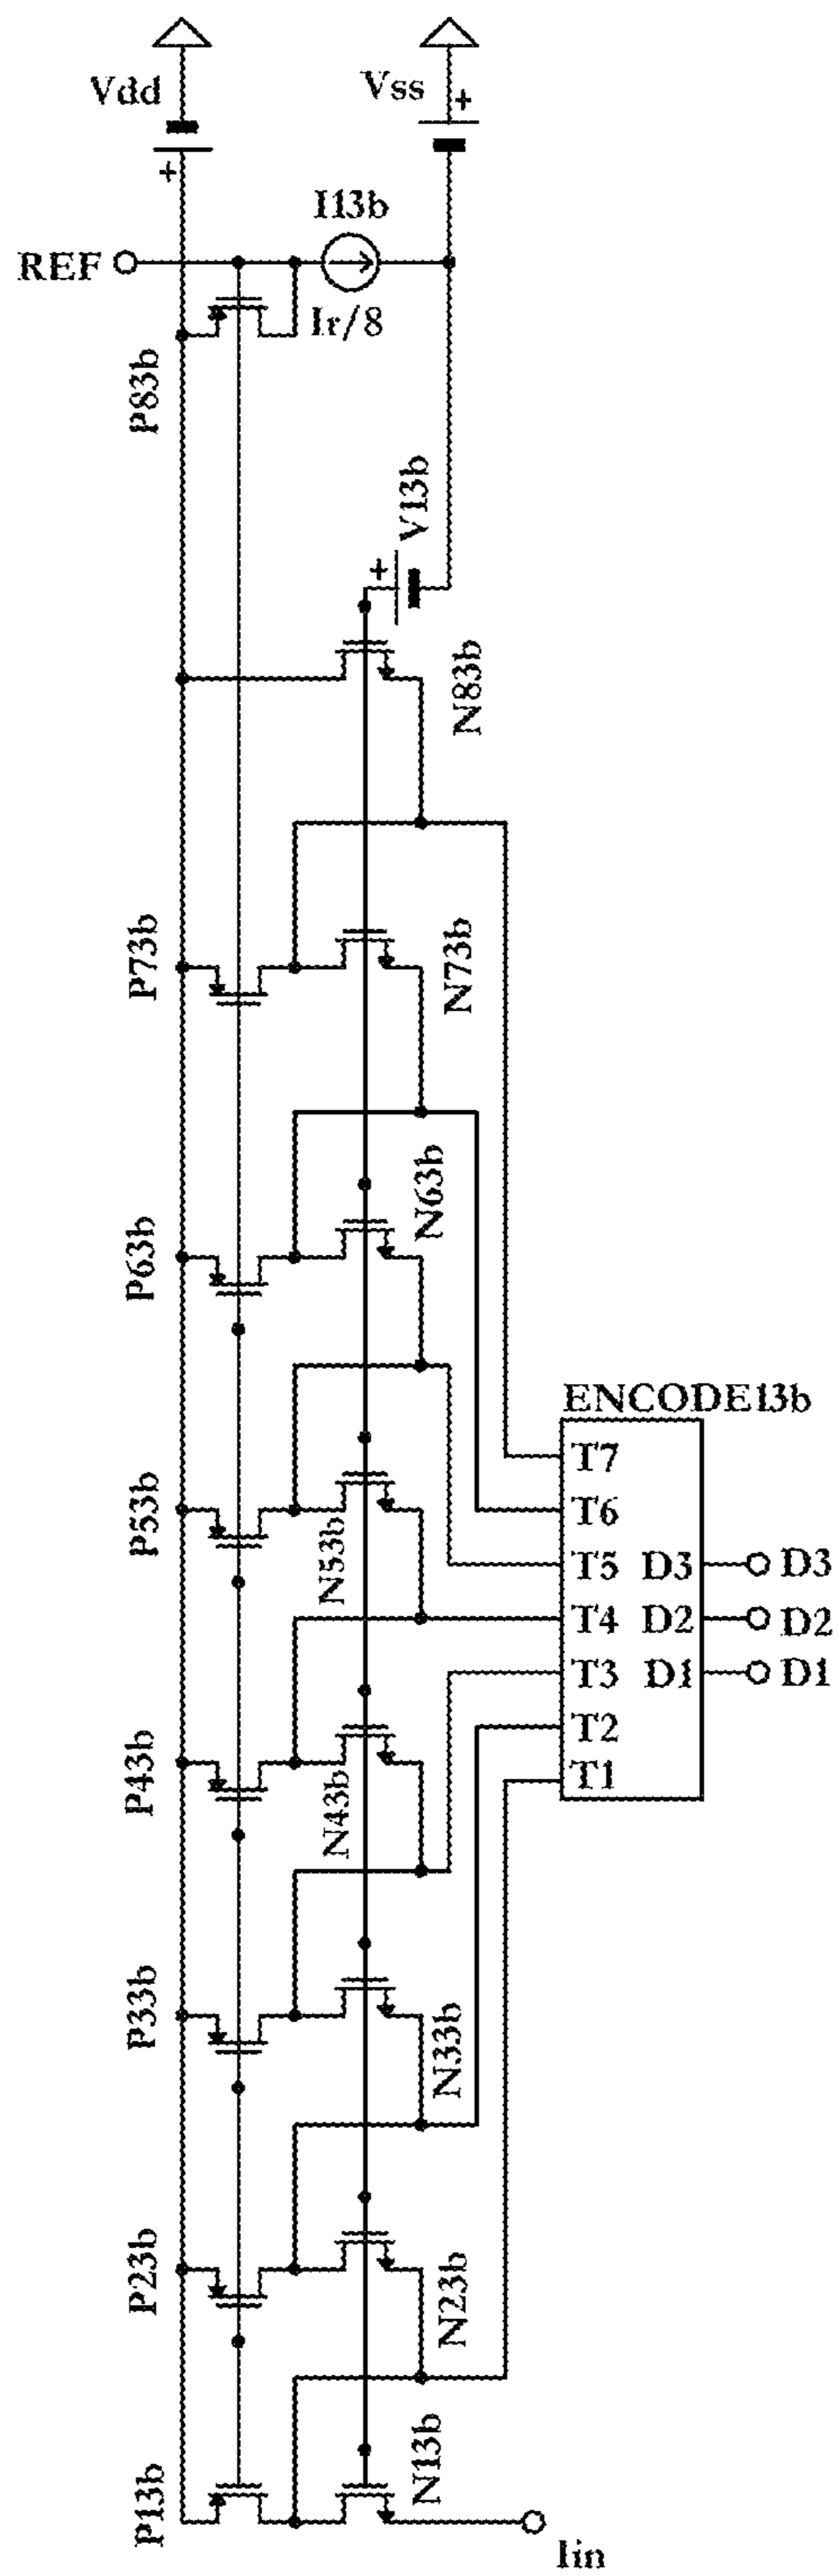 Vdd
Vss
+
+
I13b
REF
Ir/8
P83b
V13b
+
N83b
P73b
N73b
N63b
P63b
ENCODE13b
T7
P53b
T6
N53b
T5 D3 D3
T4 D2 D2
T3 D1 D1
T2
P43b
T1
N43b
P33b
N33b
P23b
N23b
N13b
P13b
Iin